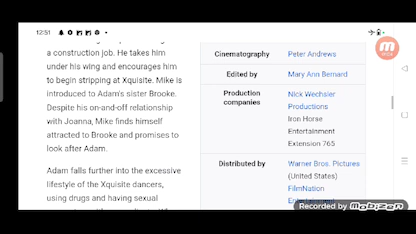 12:51
a construction job. He takes him
under his wing and encourages him
to begin stripping at Xquisite. Mike is
introduced to Adam's sister Brooke.
Despite his on-and-off relationship
with Joanna, Mike finds himself
attracted to Brooke and promises to
look after Adam.
Adam falls further into the excessive
lifestyle of the Xquisite dancers,
using drugs and having sexual
Cinematography Peter Andrews
Edited by Mary Ann Bernard
Production Nick Wechsler
companies Productions
Iron Horse
Entertainment
Extension 765
Distributed by Warner Bros. Pictures
(United States)
FilmNation
Recorded by Mobizen